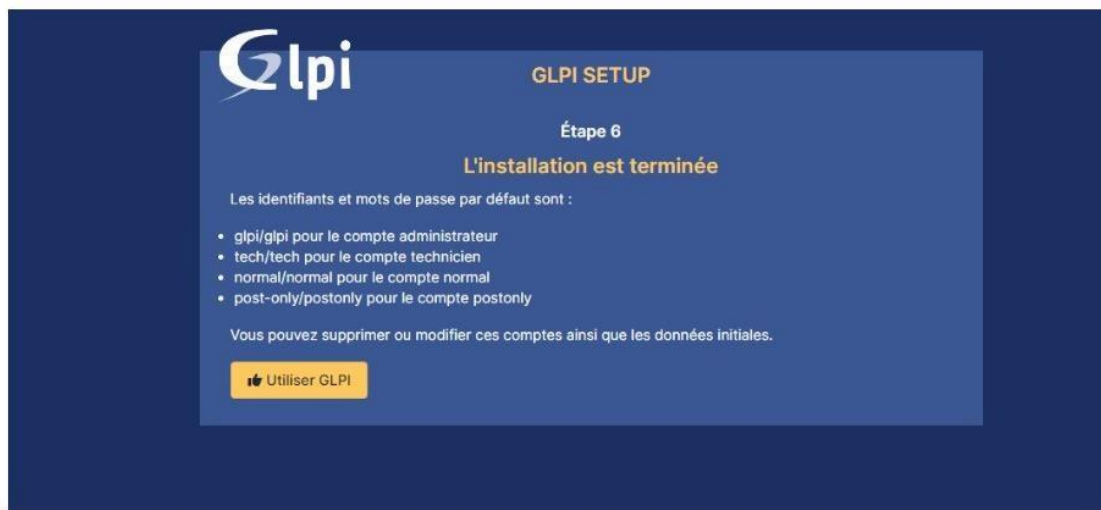 Glpi
GLPI SETUP
Étape 6
L'installation est terminée
Les identifiants et mots de passe par défaut sont :
• glpi/glpi pour le compte administrateur
• tech/tech pour le compte technicien
• normal/normal pour le compte normal
• post-only/postonly pour le compte postonly
Vous pouvez supprimer ou modifier ces comptes ainsi que les données initiales.
Utiliser GLPI